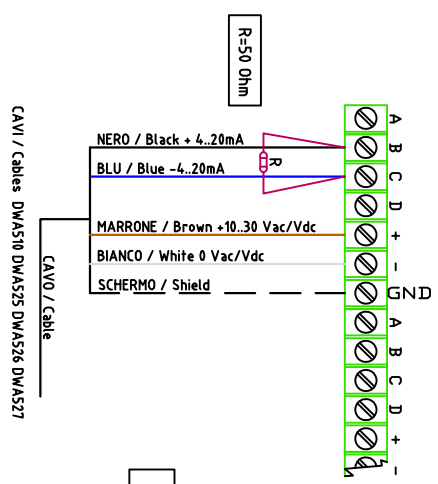 R=50 Ohm
NERO / Black + 4..20mA
BLU / Blue -4..20mA
R
MARRONE / Brown +10..30 Vac/Vdc
BIANCO / White 0 Vac/Vdc
SCHERMO / Shield
CAVI / Cables DWA510 DWA525 DWA526 DWA527
CAVO / Cable
A
B
C
D
+
-
GND
A
B
C
D
+
-